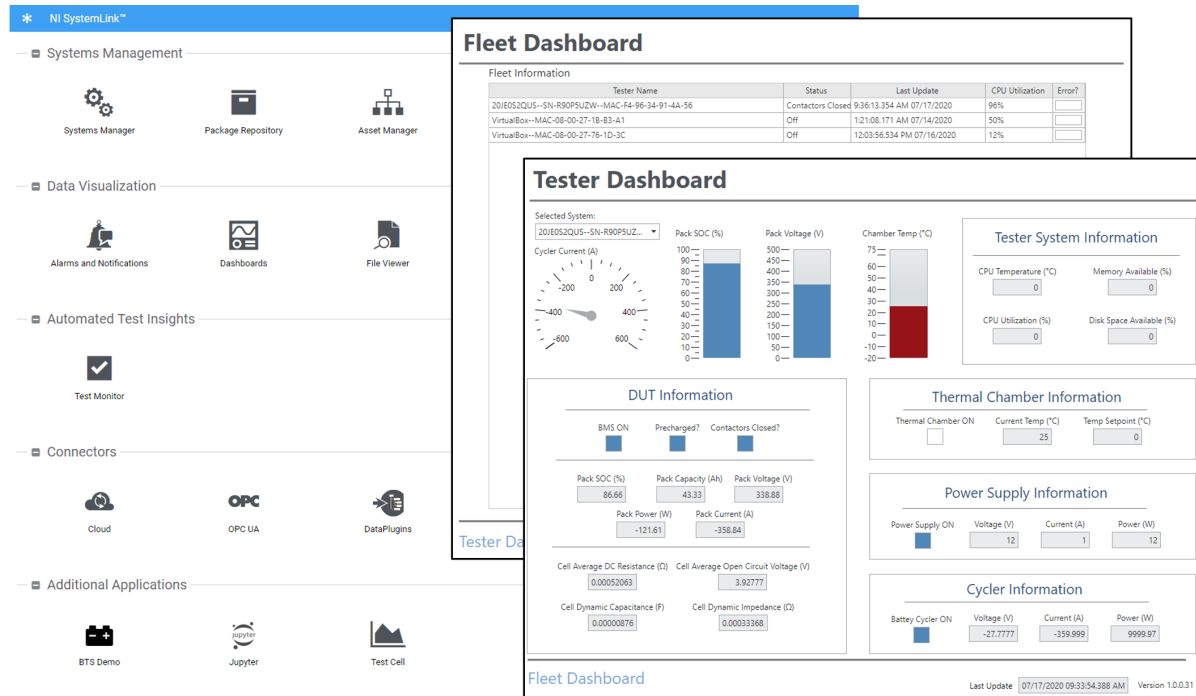 NI SystemLink™
Systems Management
Systems Manager
Package Repository
Asset Manager
Data Visualization
Alarms and Notifications
Dashboards
File Viewer
Automated Test Insights
Test Monitor
Connectors
OPC
Cloud
OPC UA
DataPlugins
Additional Applications
jupyter
BTS Demo
Jupyter
Test Cell
Fleet Dashboard
Fleet Information
Tester Name Status Last Update CPU Utilization Error?
20JE0S2QUS--SN-R90P5UZW--MAC-F4-96-34-91-4A-56 Contactors Closed 9:36:13.354 AM 07/17/2020 96%
VirtualBox--MAC-08-00-27-1B-B3-A1 Off 1:21:08.171 AM 07/14/2020 50%
VirtualBox--MAC-08-00-27-76-1D-3C Off 12:03:56.534 PM 07/16/2020 12%
Tester Da
Tester Dashboard
Selected System:
20JE0S2QUS--SN-R90P5UZ...
Cycler Current (A)
-600 -400 -200 0 200 400 600
Pack SOC (%)
100
90
80
70
60
50
40
30
20
10
0
Pack Voltage (V)
500
450
400
350
300
250
200
150
100
50
0
Chamber Temp (°C)
75
60
50
40
30
20
10
0
-10
-20
Tester System Information
CPU Temperature (°C) Memory Available (%)
0 0
CPU Utilization (%) Disk Space Available (%)
0 0
DUT Information
BMS ON Precharged? Contactors Closed?
Pack SOC (%) Pack Capacity (Ah) Pack Voltage (V)
86.66 43.33 338.88
Pack Power (W) Pack Current (A)
-121.61 -358.84
Cell Average DC Resistance (Ω) Cell Average Open Circuit Voltage (V)
0.00052063 3.92777
Cell Dynamic Capacitance (F) Cell Dynamic Impedance (Ω)
0.00000876 0.00033368
Thermal Chamber Information
Thermal Chamber ON Current Temp (°C) Temp Setpoint (°C)
25 0
Power Supply Information
Power Supply ON Voltage (V) Current (A) Power (W)
12 1 12
Cycler Information
Battey Cycler ON Voltage (V) Current (A) Power (W)
-27.7777 -359.999 9999.97
Fleet Dashboard
Last Update 07/17/2020 09:33:54.388 AM Version 1.0.0.31